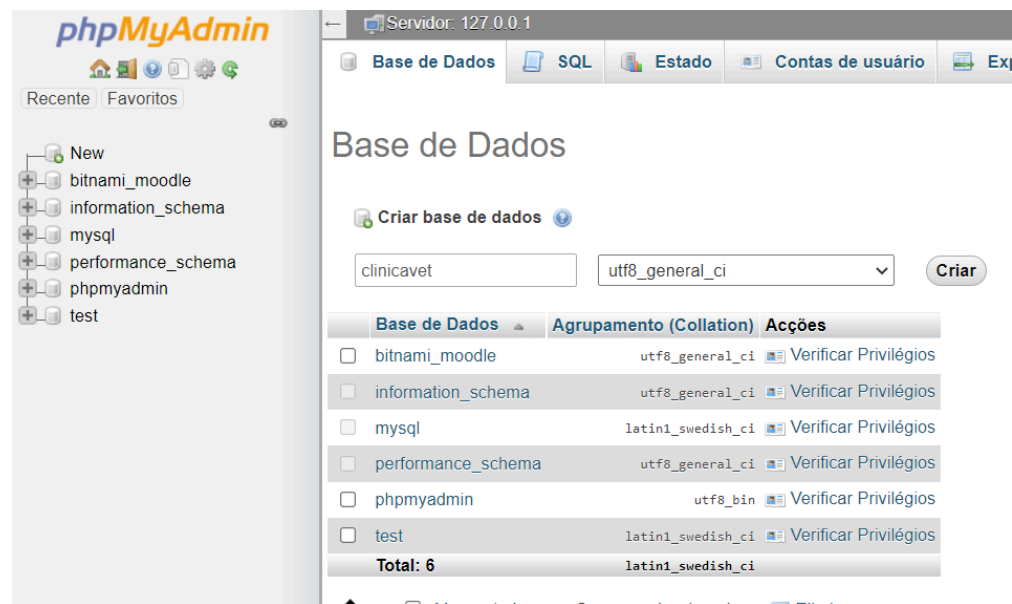 phpMyAdmin
Recente Favoritos
New
bitnami_moodle
information_schema
mysql
performance_schema
phpmyadmin
test
Servidor: 127.0.0.1
Base de Dados SQL Estado Contas de usuário Exp
Base de Dados
Criar base de dados
clinicavet utf8_general_ci Criar
Base de Dados Agrupamento (Collation) Acções
bitnami_moodle utf8_general_ci Verificar Privilégios
information_schema utf8_general_ci Verificar Privilégios
mysql latin1_swedish_ci Verificar Privilégios
performance_schema utf8_general_ci Verificar Privilégios
phpmyadmin utf8_bin Verificar Privilégios
test latin1_swedish_ci Verificar Privilégios
Total: 6 latin1_swedish_ci